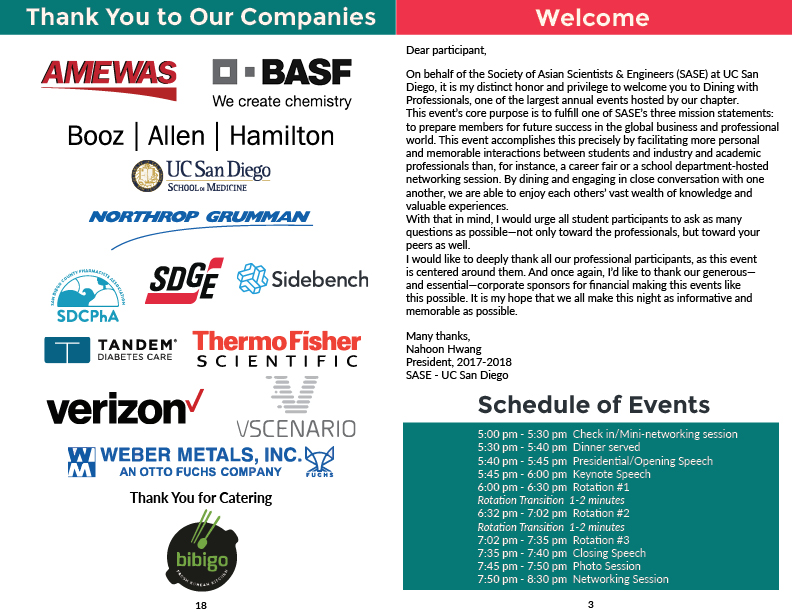 Thank You to Our Companies
AMEWAS
BASF
We create chemistry
Booz | Allen | Hamilton
UC San Diego
SCHOOL OF MEDICINE
NORTHROP GRUMMAN
SAN DIEGO COUNTY PHARMACISTS ASSOCIATION
SDCPhA
SDGE
Sidebench
TANDEM®
DIABETES CARE
ThermoFisher
SCIENTIFIC
verizon✓
VSCENARIO
WM
WEBER METALS, INC.
AN OTTO FUCHS COMPANY
FUCHS
Thank You for Catering
bibigo
FRESH KOREAN KITCHEN
18
Welcome
Dear participant,
On behalf of the Society of Asian Scientists & Engineers (SASE) at UC San
Diego, it is my distinct honor and privilege to welcome you to Dining with
Professionals, one of the largest annual events hosted by our chapter.
This event's core purpose is to fulfill one of SASE's three mission statements:
to prepare members for future success in the global business and professional
world. This event accomplishes this precisely by facilitating more personal
and memorable interactions between students and industry and academic
professionals than, for instance, a career fair or a school department-hosted
networking session. By dining and engaging in close conversation with one
another, we are able to enjoy each others' vast wealth of knowledge and
valuable experiences.
With that in mind, I would urge all student participants to ask as many
questions as possible—not only toward the professionals, but toward your
peers as well.
I would like to deeply thank all our professional participants, as this event
is centered around them. And once again, I'd like to thank our generous—
and essential—corporate sponsors for financial making this events like
this possible. It is my hope that we all make this night as informative and
memorable as possible.
Many thanks,
Nahoon Hwang
President, 2017-2018
SASE - UC San Diego
Schedule of Events
5:00 pm - 5:30 pm Check in/Mini-networking session
5:30 pm - 5:40 pm Dinner served
5:40 pm - 5:45 pm Presidential/Opening Speech
5:45 pm - 6:00 pm Keynote Speech
6:00 pm - 6:30 pm Rotation #1
Rotation Transition 1-2 minutes
6:32 pm - 7:02 pm Rotation #2
Rotation Transition 1-2 minutes
7:02 pm - 7:35 pm Rotation #3
7:35 pm - 7:40 pm Closing Speech
7:45 pm - 7:50 pm Photo Session
7:50 pm - 8:30 pm Networking Session
3